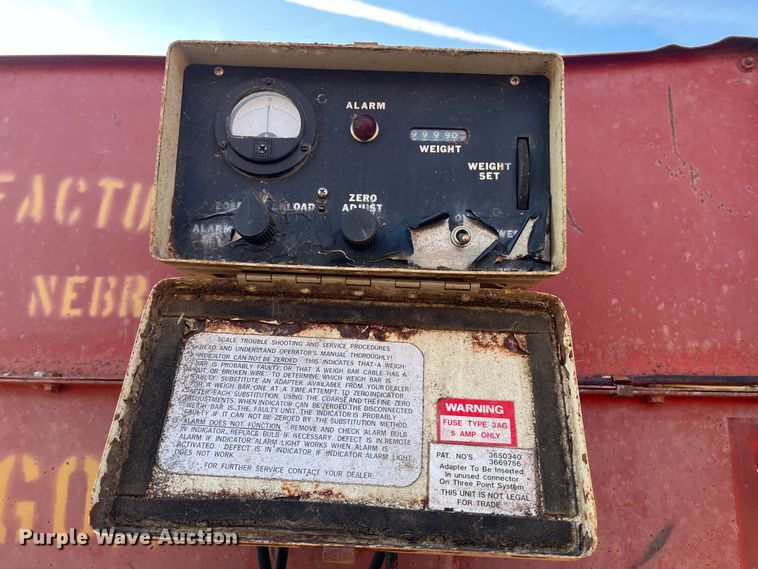 ALARM
99990
WEIGHT
WEIGHT
SET
ZERO
ADJUST
ALARM
FACTU
NEBR
SCALE TROUBLE SHOOTING AND SERVICE PROCEDURES
READ AND UNDERSTAND OPERATOR'S MANUAL THOROUGHLY!
INDICATOR CAN NOT BE ZEROED. THIS INDICATES THAT A WEIGH
BAR IS PROBABLY FAULTY, OR THAT A WEIGH BAR CABLE HAS A
CUT OR BROKEN WIRE. TO DETERMINE WHICH WEIGH BAR IS
FAULTY, SUBSTITUTE AN ADAPTER, AVAILABLE FROM YOUR DEALER,
A WEIGH BAR, ONE AT A TIME ATTEMPT TO ZERO INDICATOR
AFTER EACH SUBSTITUTION, USING THE COARSE AND THE FINE ZERO
ADJUSTMENTS. WHEN INDICATOR CAN BE ZEROED, THE DISCONNECTED
WEIGH BAR IS THE FAULTY UNIT. THE INDICATOR IS PROBABLY
FAULTY IF IT CAN NOT BE ZEROED BY THE SUBSTITUTION METHOD.
ALARM DOES NOT FUNCTION. REMOVE AND CHECK ALARM BULB
IN INDICATOR, REPLACE BULB IF NECESSARY. DEFECT IS IN REMOTE
ALARM IF INDICATOR ALARM LIGHT WORKS WHEN ALARM IS
ACTIVATED. DEFECT IS IN INDICATOR IF INDICATOR ALARM LIGHT
DOES NOT WORK.
FOR FURTHER SERVICE CONTACT YOUR DEALER
WARNING
FUSE TYPE 3AG
5 AMP ONLY
PAT. NO'S. 3650340
3669756
Adapter To Be Inserted
In unused connector
On Three Point System
"THIS UNIT IS NOT LEGAL
FOR TRADE"
GO
Purple Wave Auction